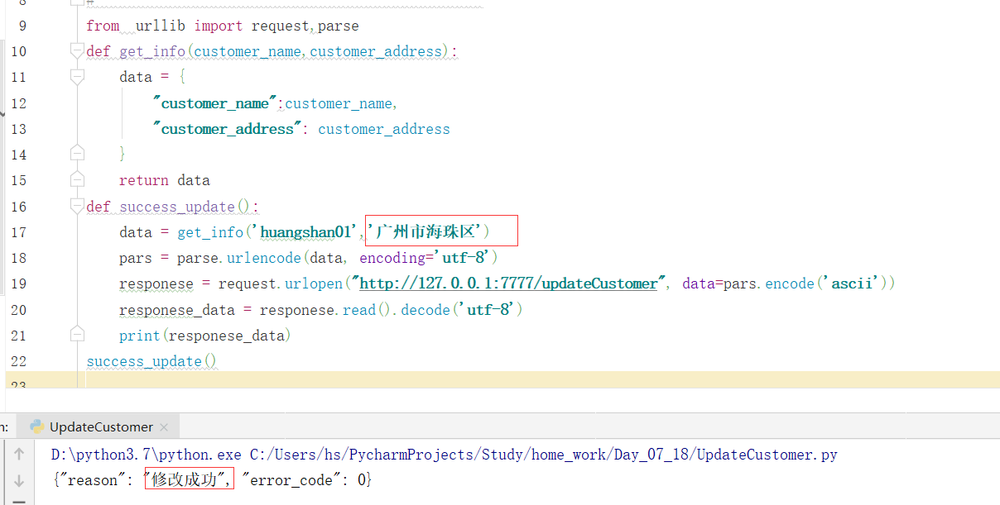 8 #
9 from urllib import request,parse
10 def get_info(customer_name,customer_address):
11 data = {
12 "customer_name":customer_name,
13 "customer_address": customer_address
14 }
15 return data
16 def success_update():
17 data = get_info('huangshan01','广州市海珠区')
18 pars = parse.urlencode(data, encoding='utf-8')
19 responese = request.urlopen("http://127.0.0.1:7777/updateCustomer", data=pars.encode('ascii'))
20 responese_data = responese.read().decode('utf-8')
21 print(responese_data)
22 success_update()
23
n: UpdateCustomer ×
D:\python3.7\python.exe C:/Users/hs/PycharmProjects/Study/home_work/Day_07_18/UpdateCustomer.py
{"reason": "修改成功", "error_code": 0}